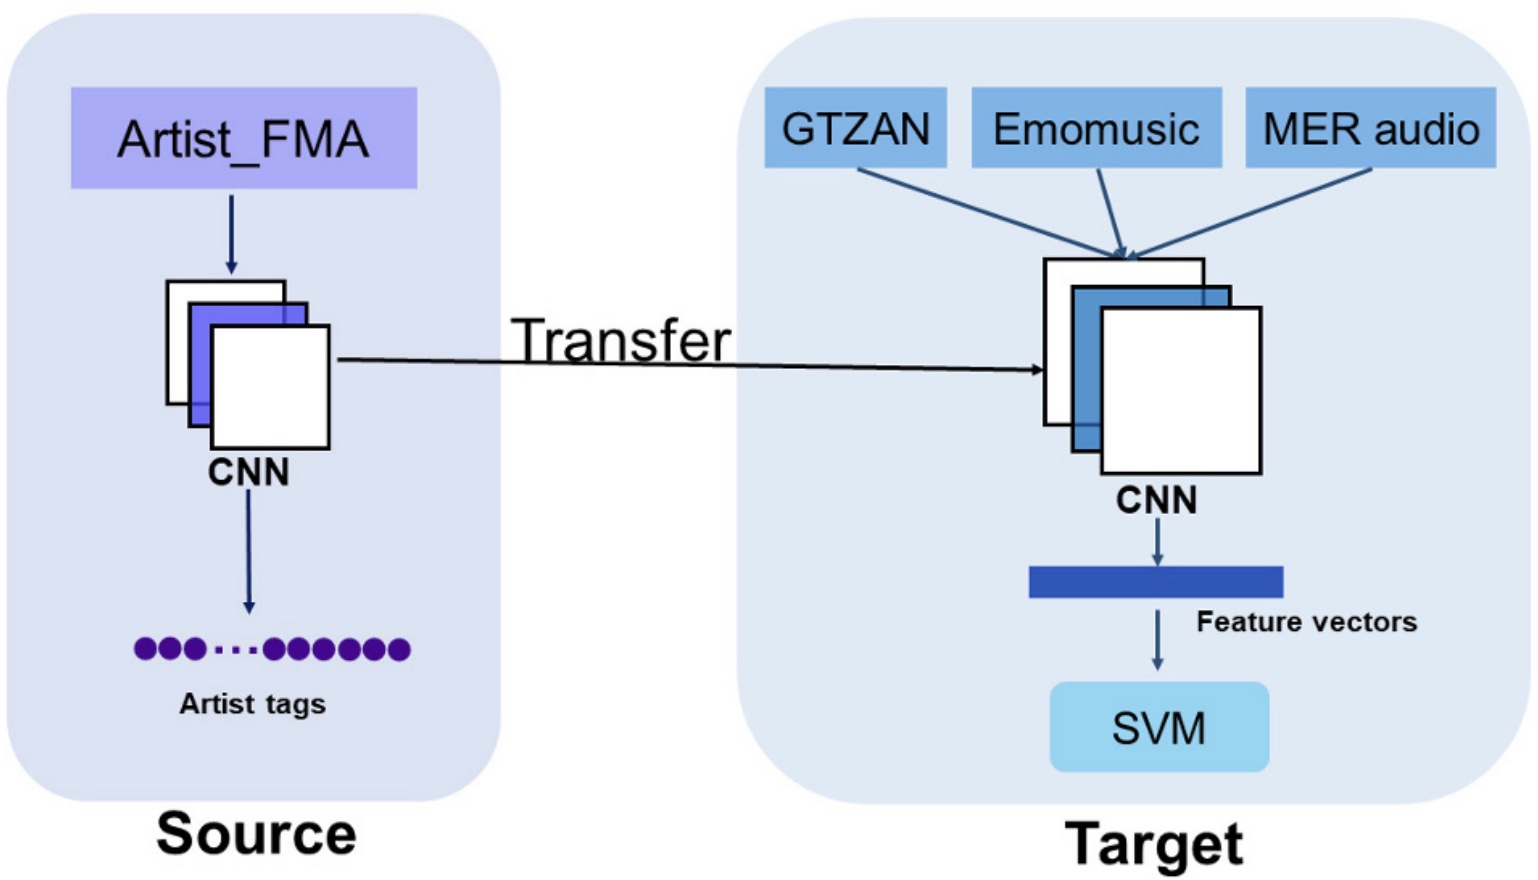 Artist_FMA
CNN
Artist tags
Source
Transfer
GTZAN
Emomusic
MER audio
CNN
Feature vectors
SVM
Target